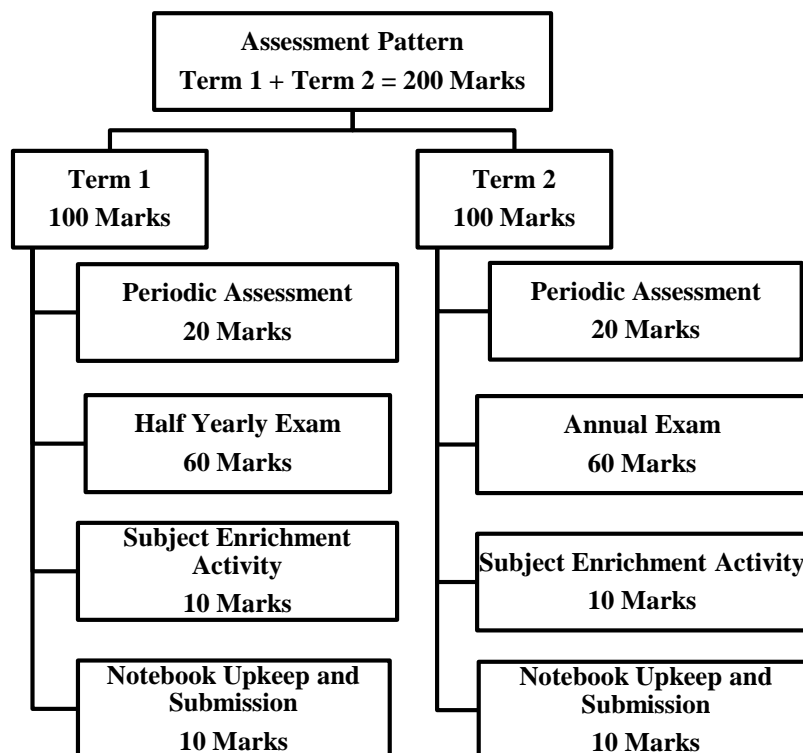 Assessment Pattern
Term 1 + Term 2 = 200 Marks
Term 1
100 Marks
Periodic Assessment
20 Marks
Half Yearly Exam
60 Marks
Subject Enrichment
Activity
10 Marks
Notebook Upkeep and
Submission
10 Marks
Term 2
100 Marks
Periodic Assessment
20 Marks
Annual Exam
60 Marks
Subject Enrichment Activity
10 Marks
Notebook Upkeep and
Submission
10 Marks